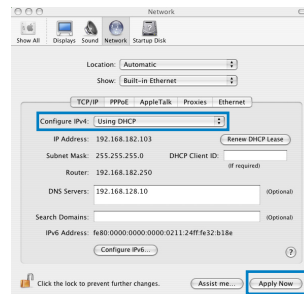 Network
Show All Displays Sound Network Startup Disk
Location: Automatic
Show: Built-in Ethernet
TCP/IP PPPoE AppleTalk Proxies Ethernet
Configure IPv4: Using DHCP
IP Address: 192.168.182.103 Renew DHCP Lease
Subnet Mask: 255.255.255.0 DHCP Client ID:
(If required)
Router: 192.168.182.250
DNS Servers: 192.168.128.10 (Optional)
Search Domains: (Optional)
IPv6 Address: fe80:0000:0000:0000:0211:24ff:fe32:b18e
Configure IPv6... ?
Click the lock to prevent further changes. Assist me... Apply Now